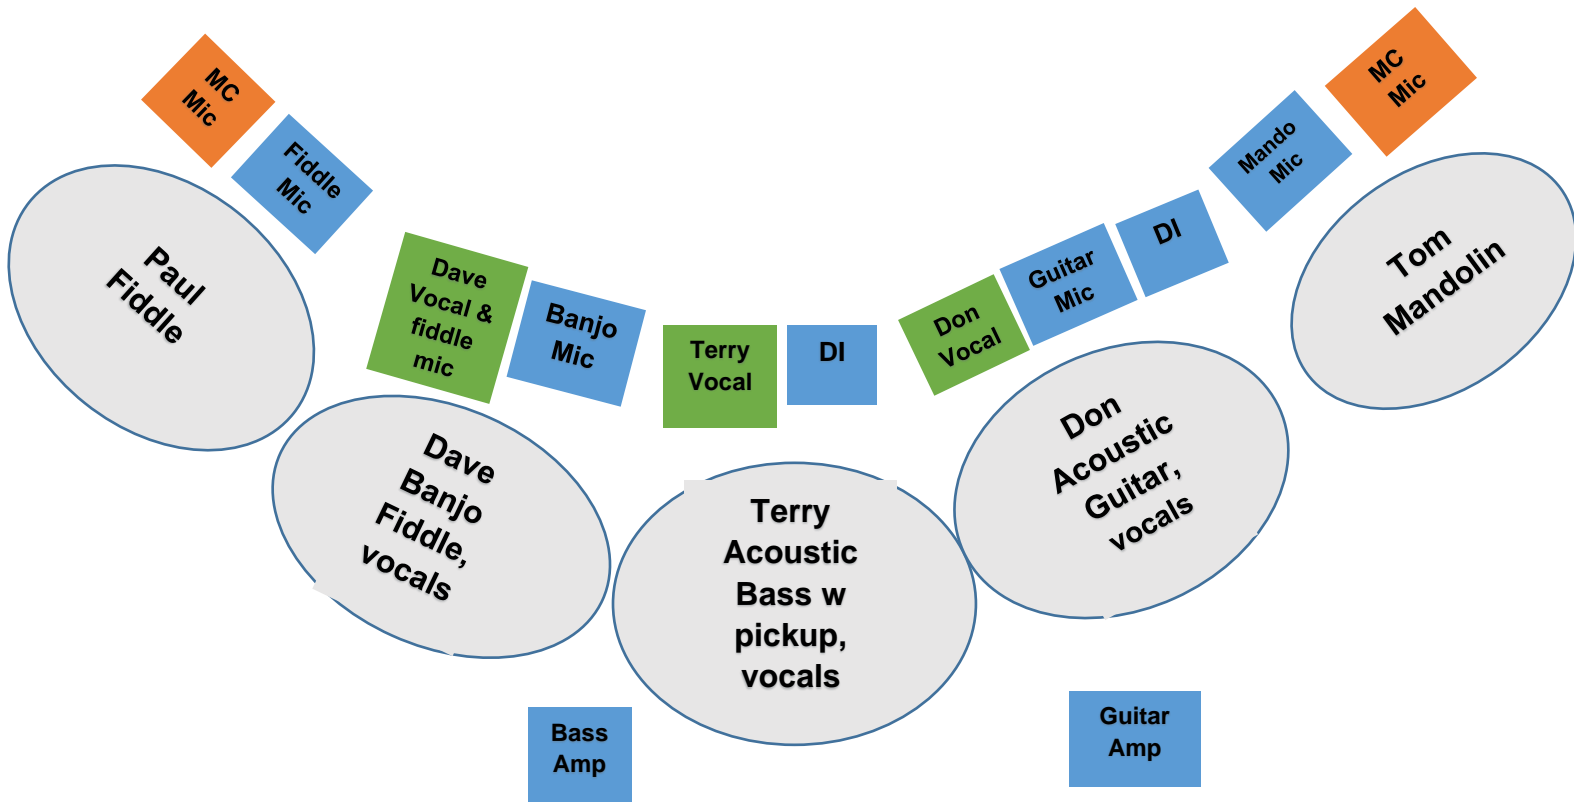 MC
Mic
Fiddle
Mic
Paul
Fiddle
Dave
Vocal &
fiddle
mic
Banjo
Mic
Dave
Banjo
Fiddle,
vocals
Terry
Vocal
DI
Terry
Acoustic
Bass w
pickup,
vocals
Don
Vocal
Guitar
Mic
DI
Don
Acoustic
Guitar,
vocals
Mando
Mic
MC
Mic
Tom
Mandolin
Bass
Amp
Guitar
Amp